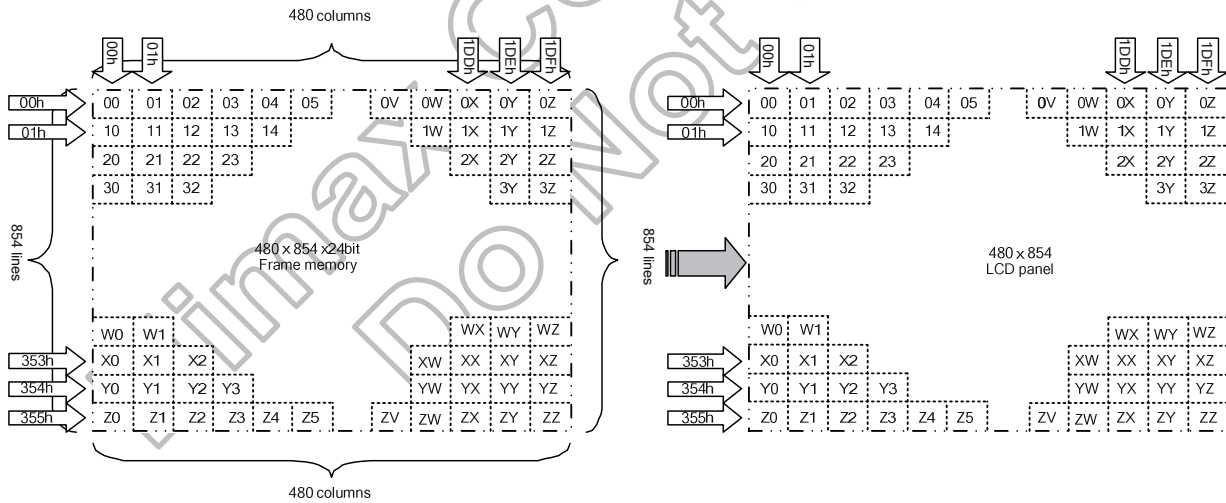 480 columns
00h 01h 1DDh 1DEh 1DFh 00h 01h 1DDh 1DEh 1DFh
00h 00 01 02 03 04 05 0V 0W 0X 0Y 0Z 00h 00 01 02 03 04 05 0V 0W 0X 0Y 0Z
01h 10 11 12 13 14 1W 1X 1Y 1Z 01h 10 11 12 13 14 1W 1X 1Y 1Z
20 21 22 23 2X 2Y 2Z 20 21 22 23 2X 2Y 2Z
30 31 32 3Y 3Z 30 31 32 3Y 3Z
854 lines 480 x 854 x24bit 854 lines 480 x 854
Frame memory LCD panel
W0 W1 WX WY WZ W0 W1 WX WY WZ
353h X0 X1 X2 XW XX XY XZ 353h X0 X1 X2 XW XX XY XZ
354h Y0 Y1 Y2 Y3 YW YX YY YZ 354h Y0 Y1 Y2 Y3 YW YX YY YZ
355h Z0 Z1 Z2 Z3 Z4 Z5 ZV ZW ZX ZY ZZ 355h Z0 Z1 Z2 Z3 Z4 Z5 ZV ZW ZX ZY ZZ
480 columns
Himax
Do Not